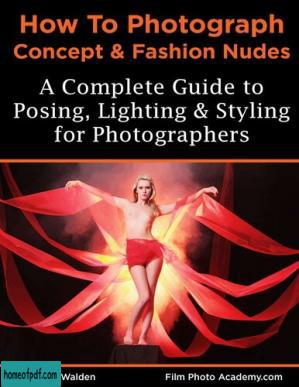 How To Photograph
Concept & Fashion Nudes
A Complete Guide to
Posing, Lighting & Styling
for Photographers
Walden
Film Photo Academy.com
homeofpdf.com